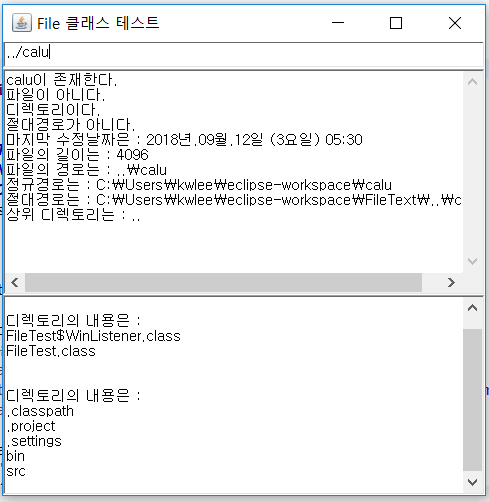 File 클래스 테스트
../calu
calu이 존재한다.
파일이 아니다.
디렉토리이다.
절대경로가 아니다.
마지막 수정날짜은 : 2018년.09월.12일 (3요일) 05:30
파일의 길이는 : 4096
파일의 경로는 : ..₩calu
정규경로는 : C:₩Users₩kwlee₩eclipse-workspace₩calu
절대경로는 : C:₩Users₩kwlee₩eclipse-workspace₩FileText₩..₩c
상위 디렉토리는 : ..
디렉토리의 내용은 :
FileTest$WinListener.class
FileTest.class
디렉토리의 내용은 :
.classpath
.project
.settings
bin
src